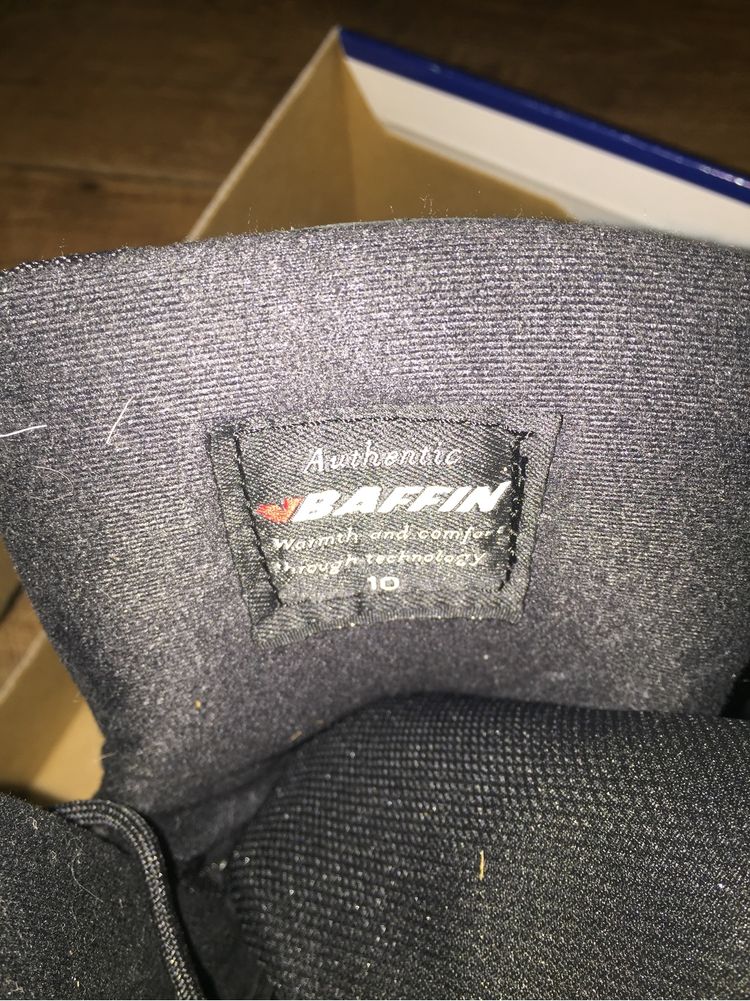 Authentic
BAFFIN
Warmth and comfort
through technology
10